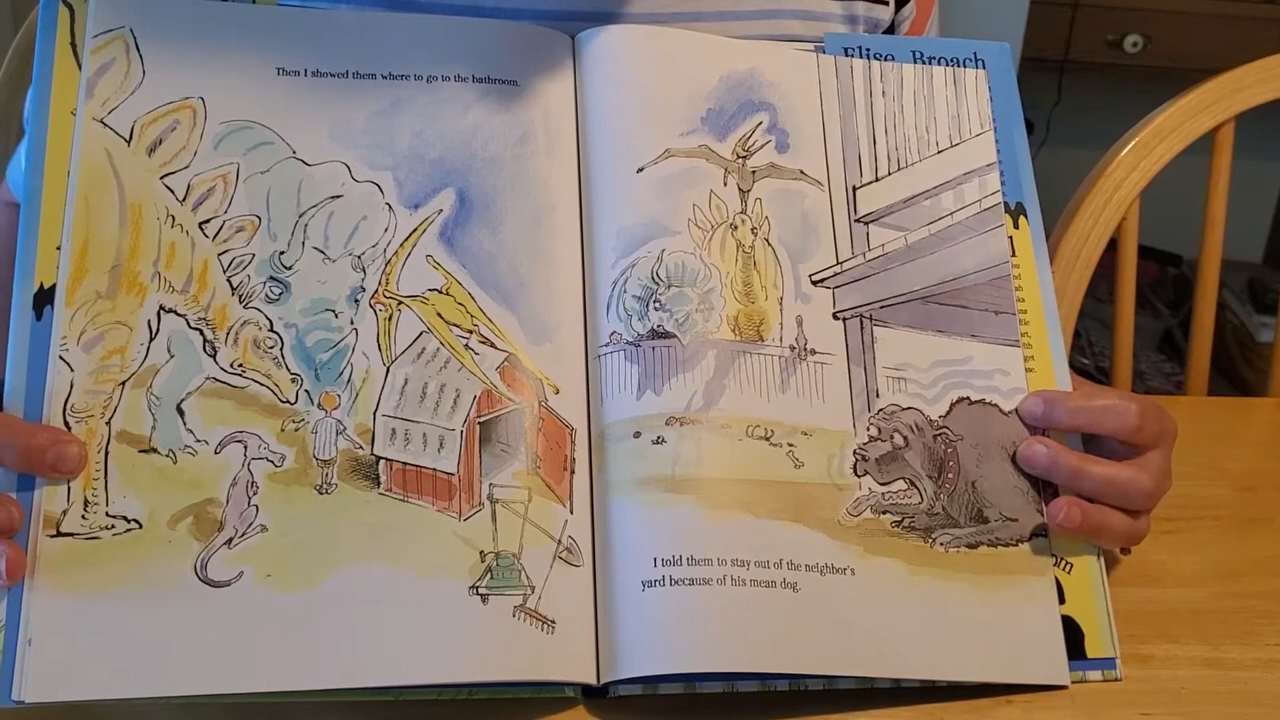 Then I showed them where to go to the bathroom.
Elise Broach
I told them to stay out of the neighbor's
yard because of his mean dog.